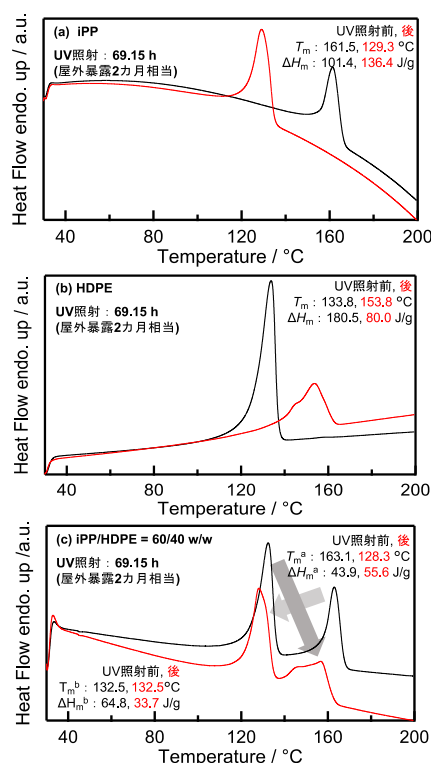 (a) iPP
UV照射前, 後
UV照射：69.15 h
(屋外暴露2カ月相当)
Tm：161.5, 129.3 °C
ΔHm：101.4, 136.4 J/g
Heat Flow endo. up / a.u.
40 80 120 160 200
Temperature / °C
(b) HDPE
UV照射前, 後
UV照射：69.15 h
(屋外暴露2カ月相当)
Tm：133.8, 153.8 °C
ΔHm：180.5, 80.0 J/g
Heat Flow endo. up / a.u.
40 80 120 160 200
Temperature / °C
(c) iPP/HDPE = 60/40 w/w
UV照射前, 後
UV照射：69.15 h
(屋外暴露2カ月相当)
Tmᵃ：163.1, 128.3 °C
ΔHmᵃ：43.9, 55.6 J/g
UV照射前, 後
Tmᵇ：132.5, 132.5°C
ΔHmᵇ：64.8, 33.7 J/g
Heat Flow endo. up /a.u.
40 80 120 160 200
Temperature / °C